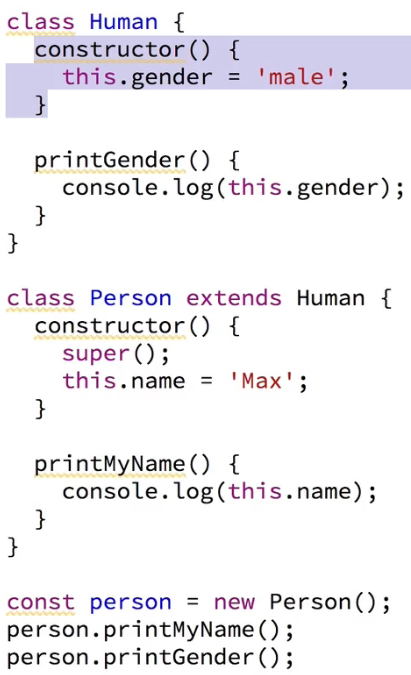 class Human {
  constructor() {
    this.gender = 'male';
  }

  printGender() {
    console.log(this.gender);
  }
}

class Person extends Human {
  constructor() {
    super();
    this.name = 'Max';
  }

  printMyName() {
    console.log(this.name);
  }
}

const person = new Person();
person.printMyName();
person.printGender();